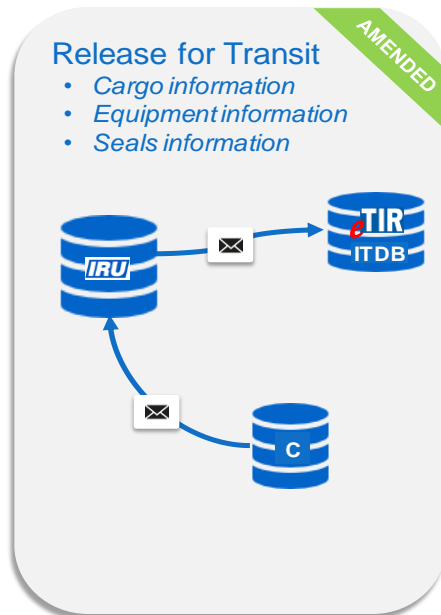 AMENDED
Release for Transit
• Cargo information
• Equipment information
• Seals information
eTIR
ITDB
IRU
C